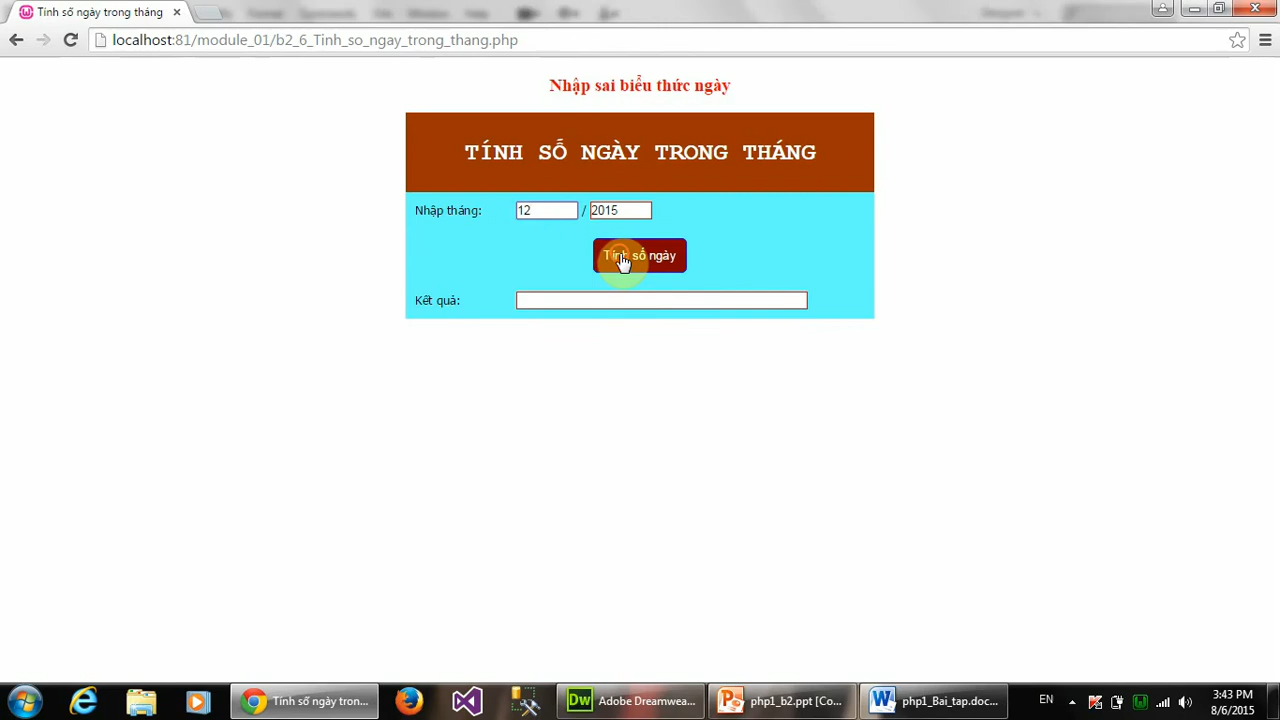 Tính số ngày trong tháng
localhost:81/module_01/b2_6_Tinh_so_ngay_trong_thang.php
Nhập sai biểu thức ngày
TÍNH SỐ NGÀY TRONG THÁNG
Nhập tháng: 12 / 2015
Tính số ngày
Kết quả:
Tính số ngày tron...
Adobe Dreamwea...
php1_b2.ppt [Co...
php1_Bai_tap.doc...
EN
3:43 PM
8/6/2015